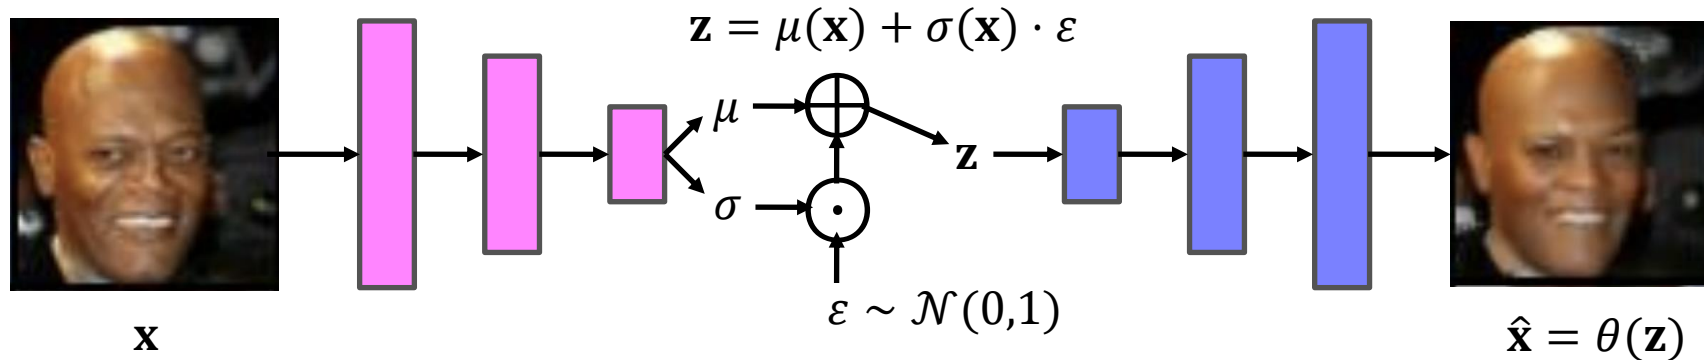 𝐳 = 𝜇(𝐱) + 𝜎(𝐱) ⋅ 𝜀
𝜇
𝐳
𝜎
𝜀 ~ 𝒩(0,1)
𝐱
𝐱̂ = 𝜃(𝐳)